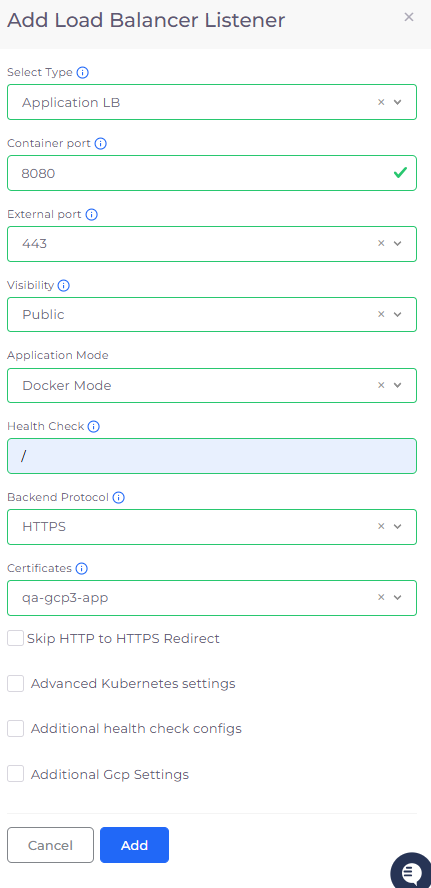 Add Load Balancer Listener
Select Type
Application LB
Container port
8080
External port
443
Visibility
Public
Application Mode
Docker Mode
Health Check
/
Backend Protocol
HTTPS
Certificates
qa-gcp3-app
Skip HTTP to HTTPS Redirect
Advanced Kubernetes settings
Additional health check configs
Additional Gcp Settings
Cancel Add